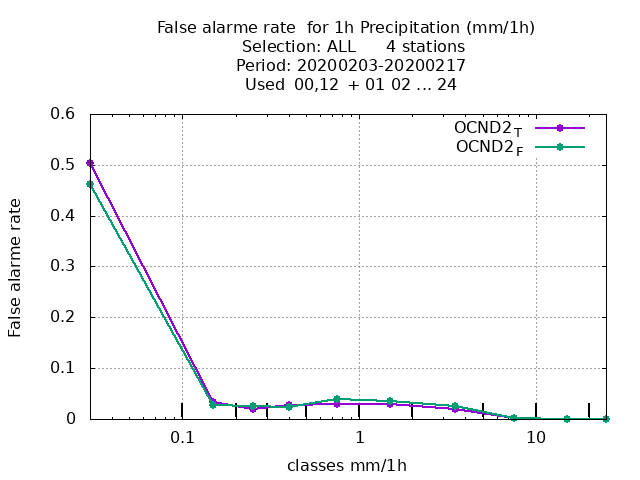 False alarme rate  for 1h Precipitation (mm/1h)
Selection: ALL      4 stations
Period: 20200203-20200217
Used  00,12  + 01 02 ... 24
OCND2T
OCND2F
0.6
0.5
0.4
0.3
0.2
0.1
0
False alarme rate
0.1 1 10
classes mm/1h